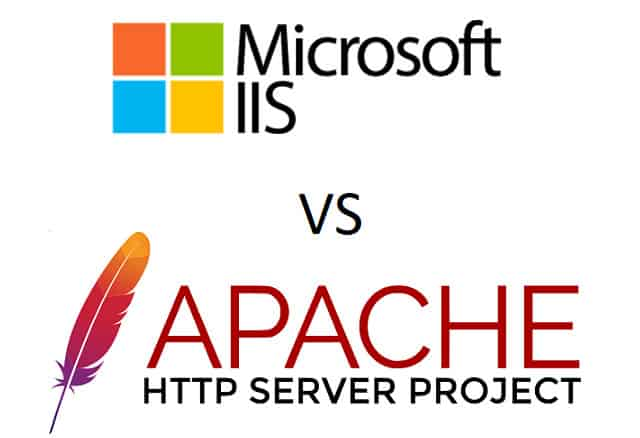 Microsoft
IIS
VS
APACHE
HTTP SERVER PROJECT